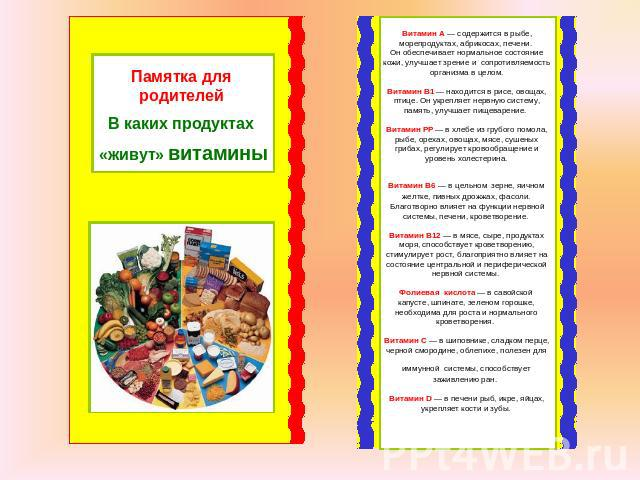 Памятка для
родителей
В каких продуктах
«живут» витамины
Витамин А — содержится в рыбе,
морепродуктах, абрикосах, печени.
Он обеспечивает нормальное состояние
кожи, улучшает зрение и сопротивляемость
организма в целом.
Витамин В1 — находится в рисе, овощах,
птице. Он укрепляет нервную систему,
память, улучшает пищеварение.
Витамин РР — в хлебе из грубого помола,
рыбе, орехах, овощах, мясе, сушеных
грибах, регулирует кровообращение и
уровень холестерина.
Витамин В6 — в цельном зерне, яичном
желтке, пивных дрожжах, фасоли.
Благотворно влияет на функции нервной
системы, печени, кроветворение.
Витамин В12 — в мясе, сыре, продуктах
моря, способствует кроветворению,
стимулирует рост, благоприятно влияет на
состояние центральной и периферической
нервной системы.
Фолиевая кислота — в савойской
капусте, шпинате, зеленом горошке,
необходима для роста и нормального
кроветворения.
Витамин С — в шиповнике, сладком перце,
черной смородине, облепихе, полезен для
иммунной системы, способствует
заживлению ран.
Витамин D — в печени рыб, икре, яйцах,
укрепляет кости и зубы.
PPt4WEB.ru